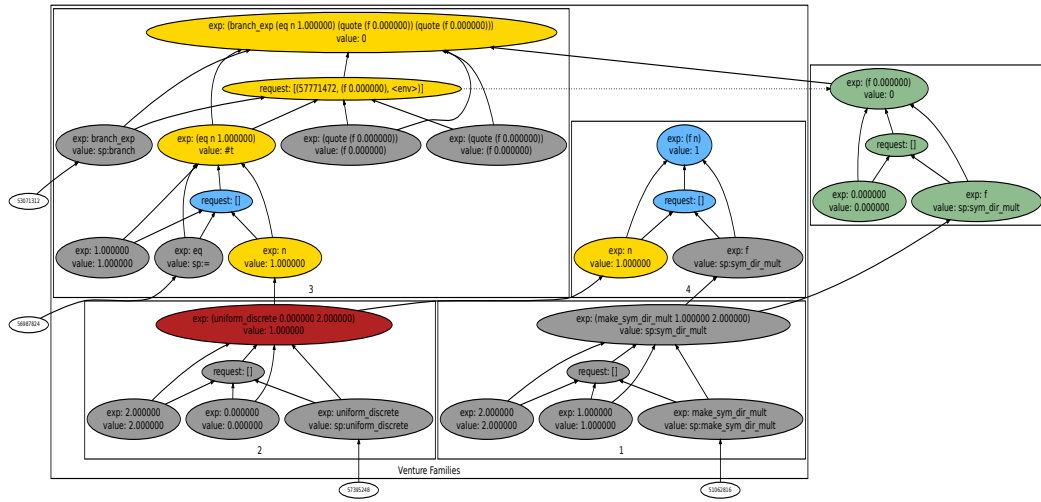 exp: (branch_exp (eq n 1.000000) (quote (f 0.000000)) (quote (f 0.000000)))
value: 0
request: [(57771472, (f 0.000000), <env>)]
exp: (f 0.000000)
value: 0
exp: branch_exp
value: sp:branch
exp: (eq n 1.000000)
value: #t
exp: (quote (f 0.000000))
value: (f 0.000000)
exp: (quote (f 0.000000))
value: (f 0.000000)
exp: (f n)
value: 1
request: []
53071312
request: []
request: []
exp: 0.000000
value: 0.000000
exp: f
value: sp:sym_dir_mult
exp: 1.000000
value: 1.000000
exp: eq
value: sp:=
exp: n
value: 1.000000
exp: n
value: 1.000000
exp: f
value: sp:sym_dir_mult
3
4
56987824
exp: (uniform_discrete 0.000000 2.000000)
value: 1.000000
exp: (make_sym_dir_mult 1.000000 2.000000)
value: sp:sym_dir_mult
request: []
request: []
exp: 2.000000
value: 2.000000
exp: 0.000000
value: 0.000000
exp: uniform_discrete
value: sp:uniform_discrete
exp: 2.000000
value: 2.000000
exp: 1.000000
value: 1.000000
exp: make_sym_dir_mult
value: sp:make_sym_dir_mult
2
1
Venture Families
57395248
51062816